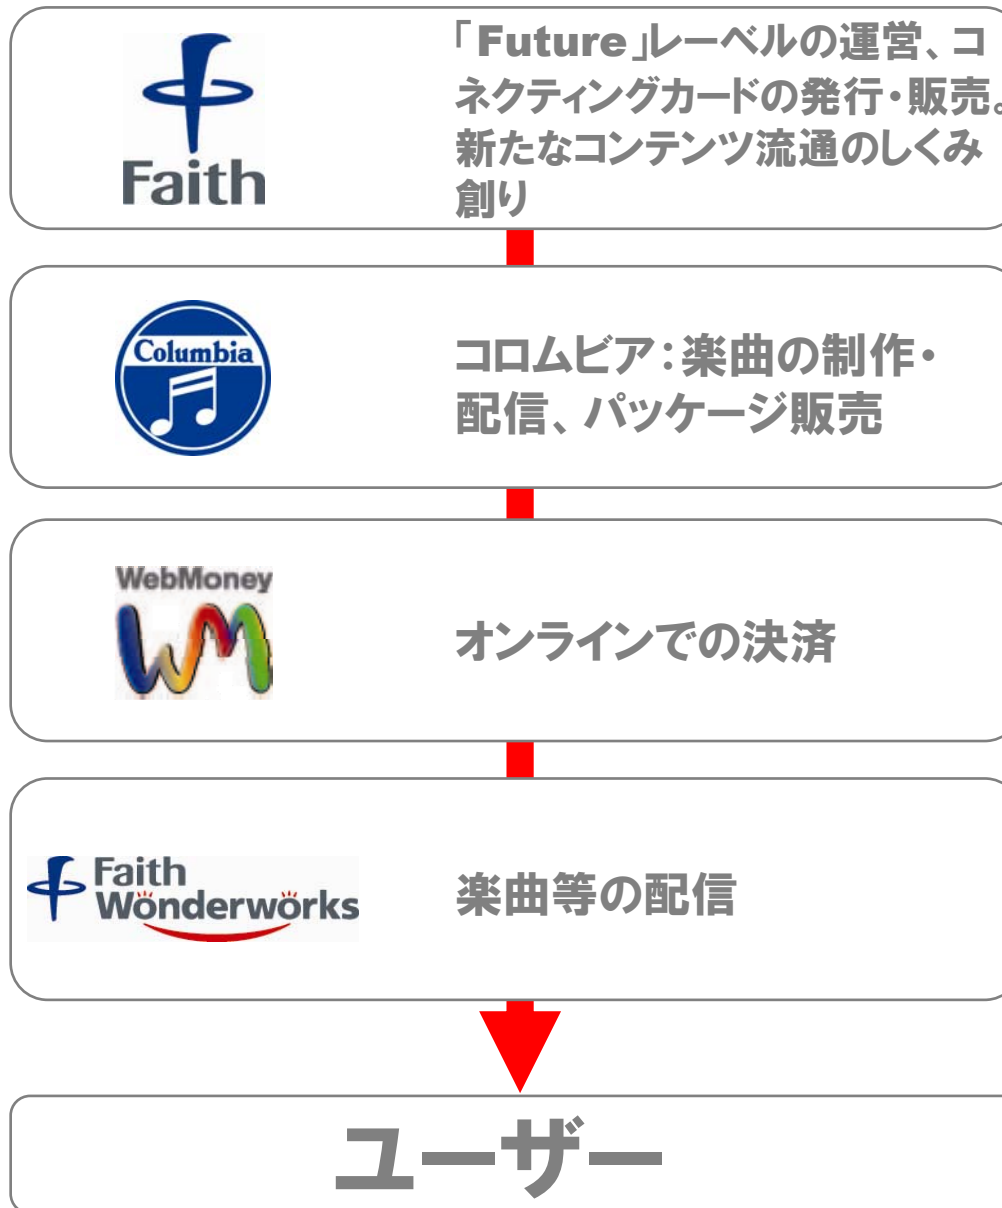 Faith
「Future」レーベルの運営、コ
ネクティングカードの発行・販売。
新たなコンテンツ流通のしくみ
創り
Columbia
コロムビア：楽曲の制作・
配信、パッケージ販売
WebMoney
WM
オンラインでの決済
Faith
Wönderwörks
楽曲等の配信
ユーザー